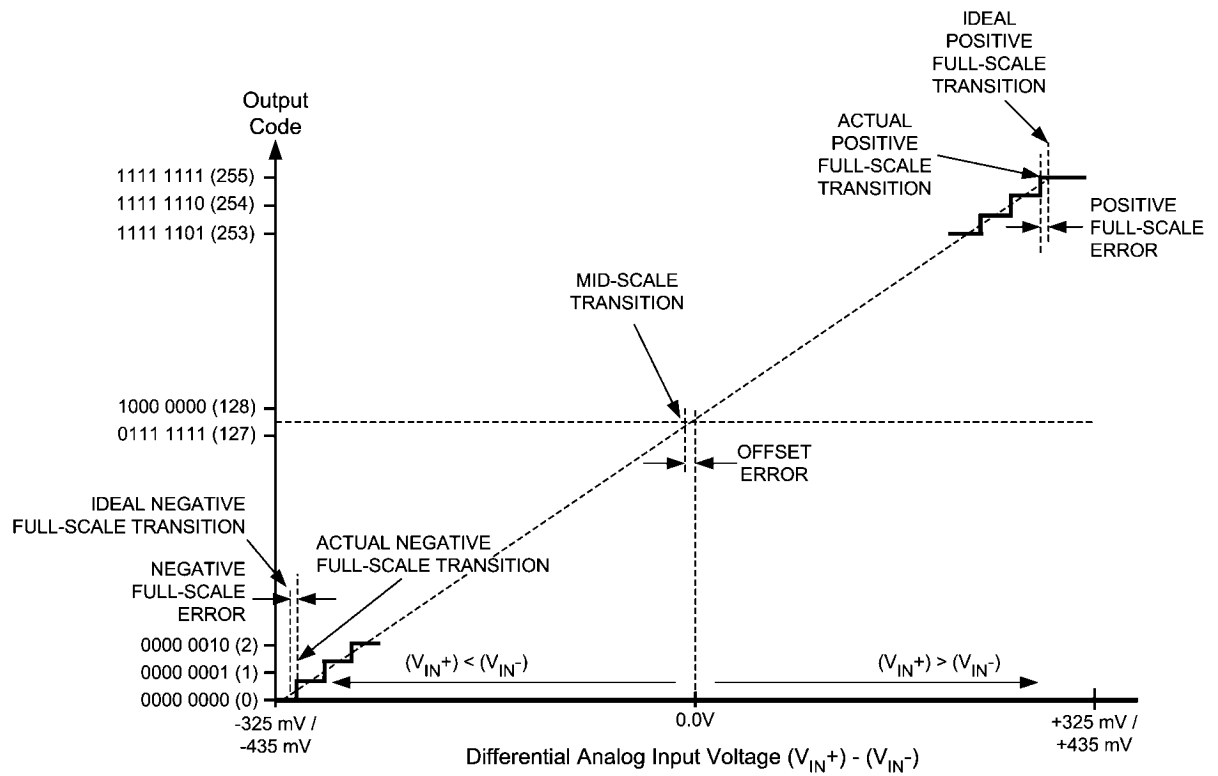 IDEAL
POSITIVE
FULL-SCALE
TRANSITION
Output
Code
ACTUAL
POSITIVE
FULL-SCALE
TRANSITION
1111 1111 (255)
1111 1110 (254)
1111 1101 (253)
POSITIVE
FULL-SCALE
ERROR
MID-SCALE
TRANSITION
1000 0000 (128)
0111 1111 (127)
OFFSET
ERROR
IDEAL NEGATIVE
FULL-SCALE TRANSITION
ACTUAL NEGATIVE
FULL-SCALE TRANSITION
NEGATIVE
FULL-SCALE
ERROR
0000 0010 (2)
0000 0001 (1)
0000 0000 (0)
(VIN+) < (VIN-)
(VIN+) > (VIN-)
-325 mV /
-435 mV
0.0V
+325 mV /
+435 mV
Differential Analog Input Voltage (VIN+) - (VIN-)